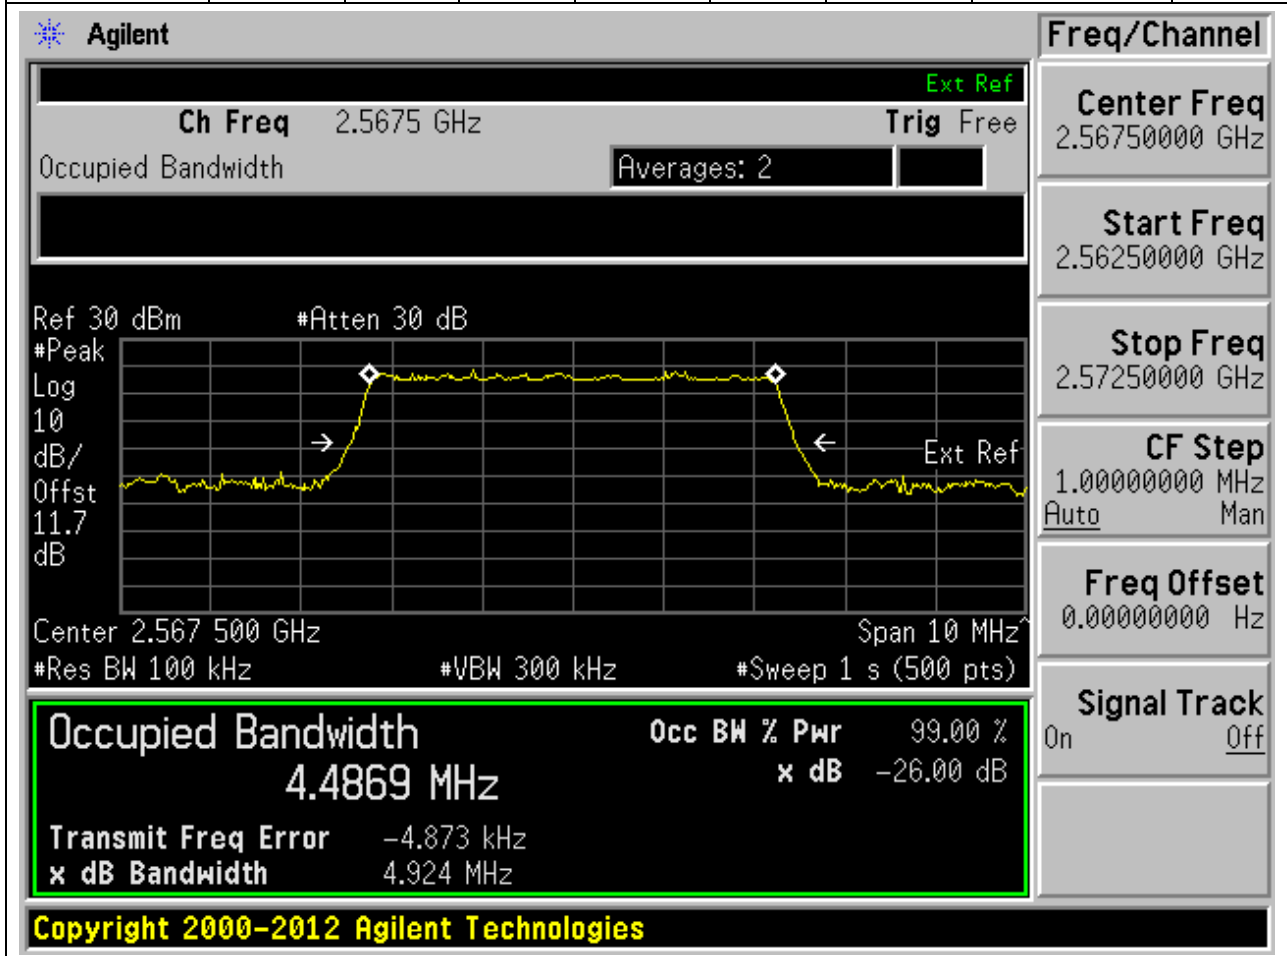 Agilent
Freq/Channel
Ext Ref
Ch Freq 2.5675 GHz Trig Free
Occupied Bandwidth Averages: 2
Center Freq
2.56750000 GHz
Start Freq
2.56250000 GHz
Stop Freq
2.57250000 GHz
CF Step
1.00000000 MHz
Auto Man
Freq Offset
0.00000000 Hz
Signal Track
On Off
Ref 30 dBm #Atten 30 dB
#Peak
Log
10
dB/
Offst
11.7
dB
Ext Ref
Center 2.567 500 GHz Span 10 MHz^
#Res BW 100 kHz #VBW 300 kHz #Sweep 1 s (500 pts)
Occupied Bandwidth Occ BW % Pwr 99.00 %
4.4869 MHz x dB -26.00 dB
Transmit Freq Error -4.873 kHz
x dB Bandwidth 4.924 MHz
Copyright 2000-2012 Agilent Technologies